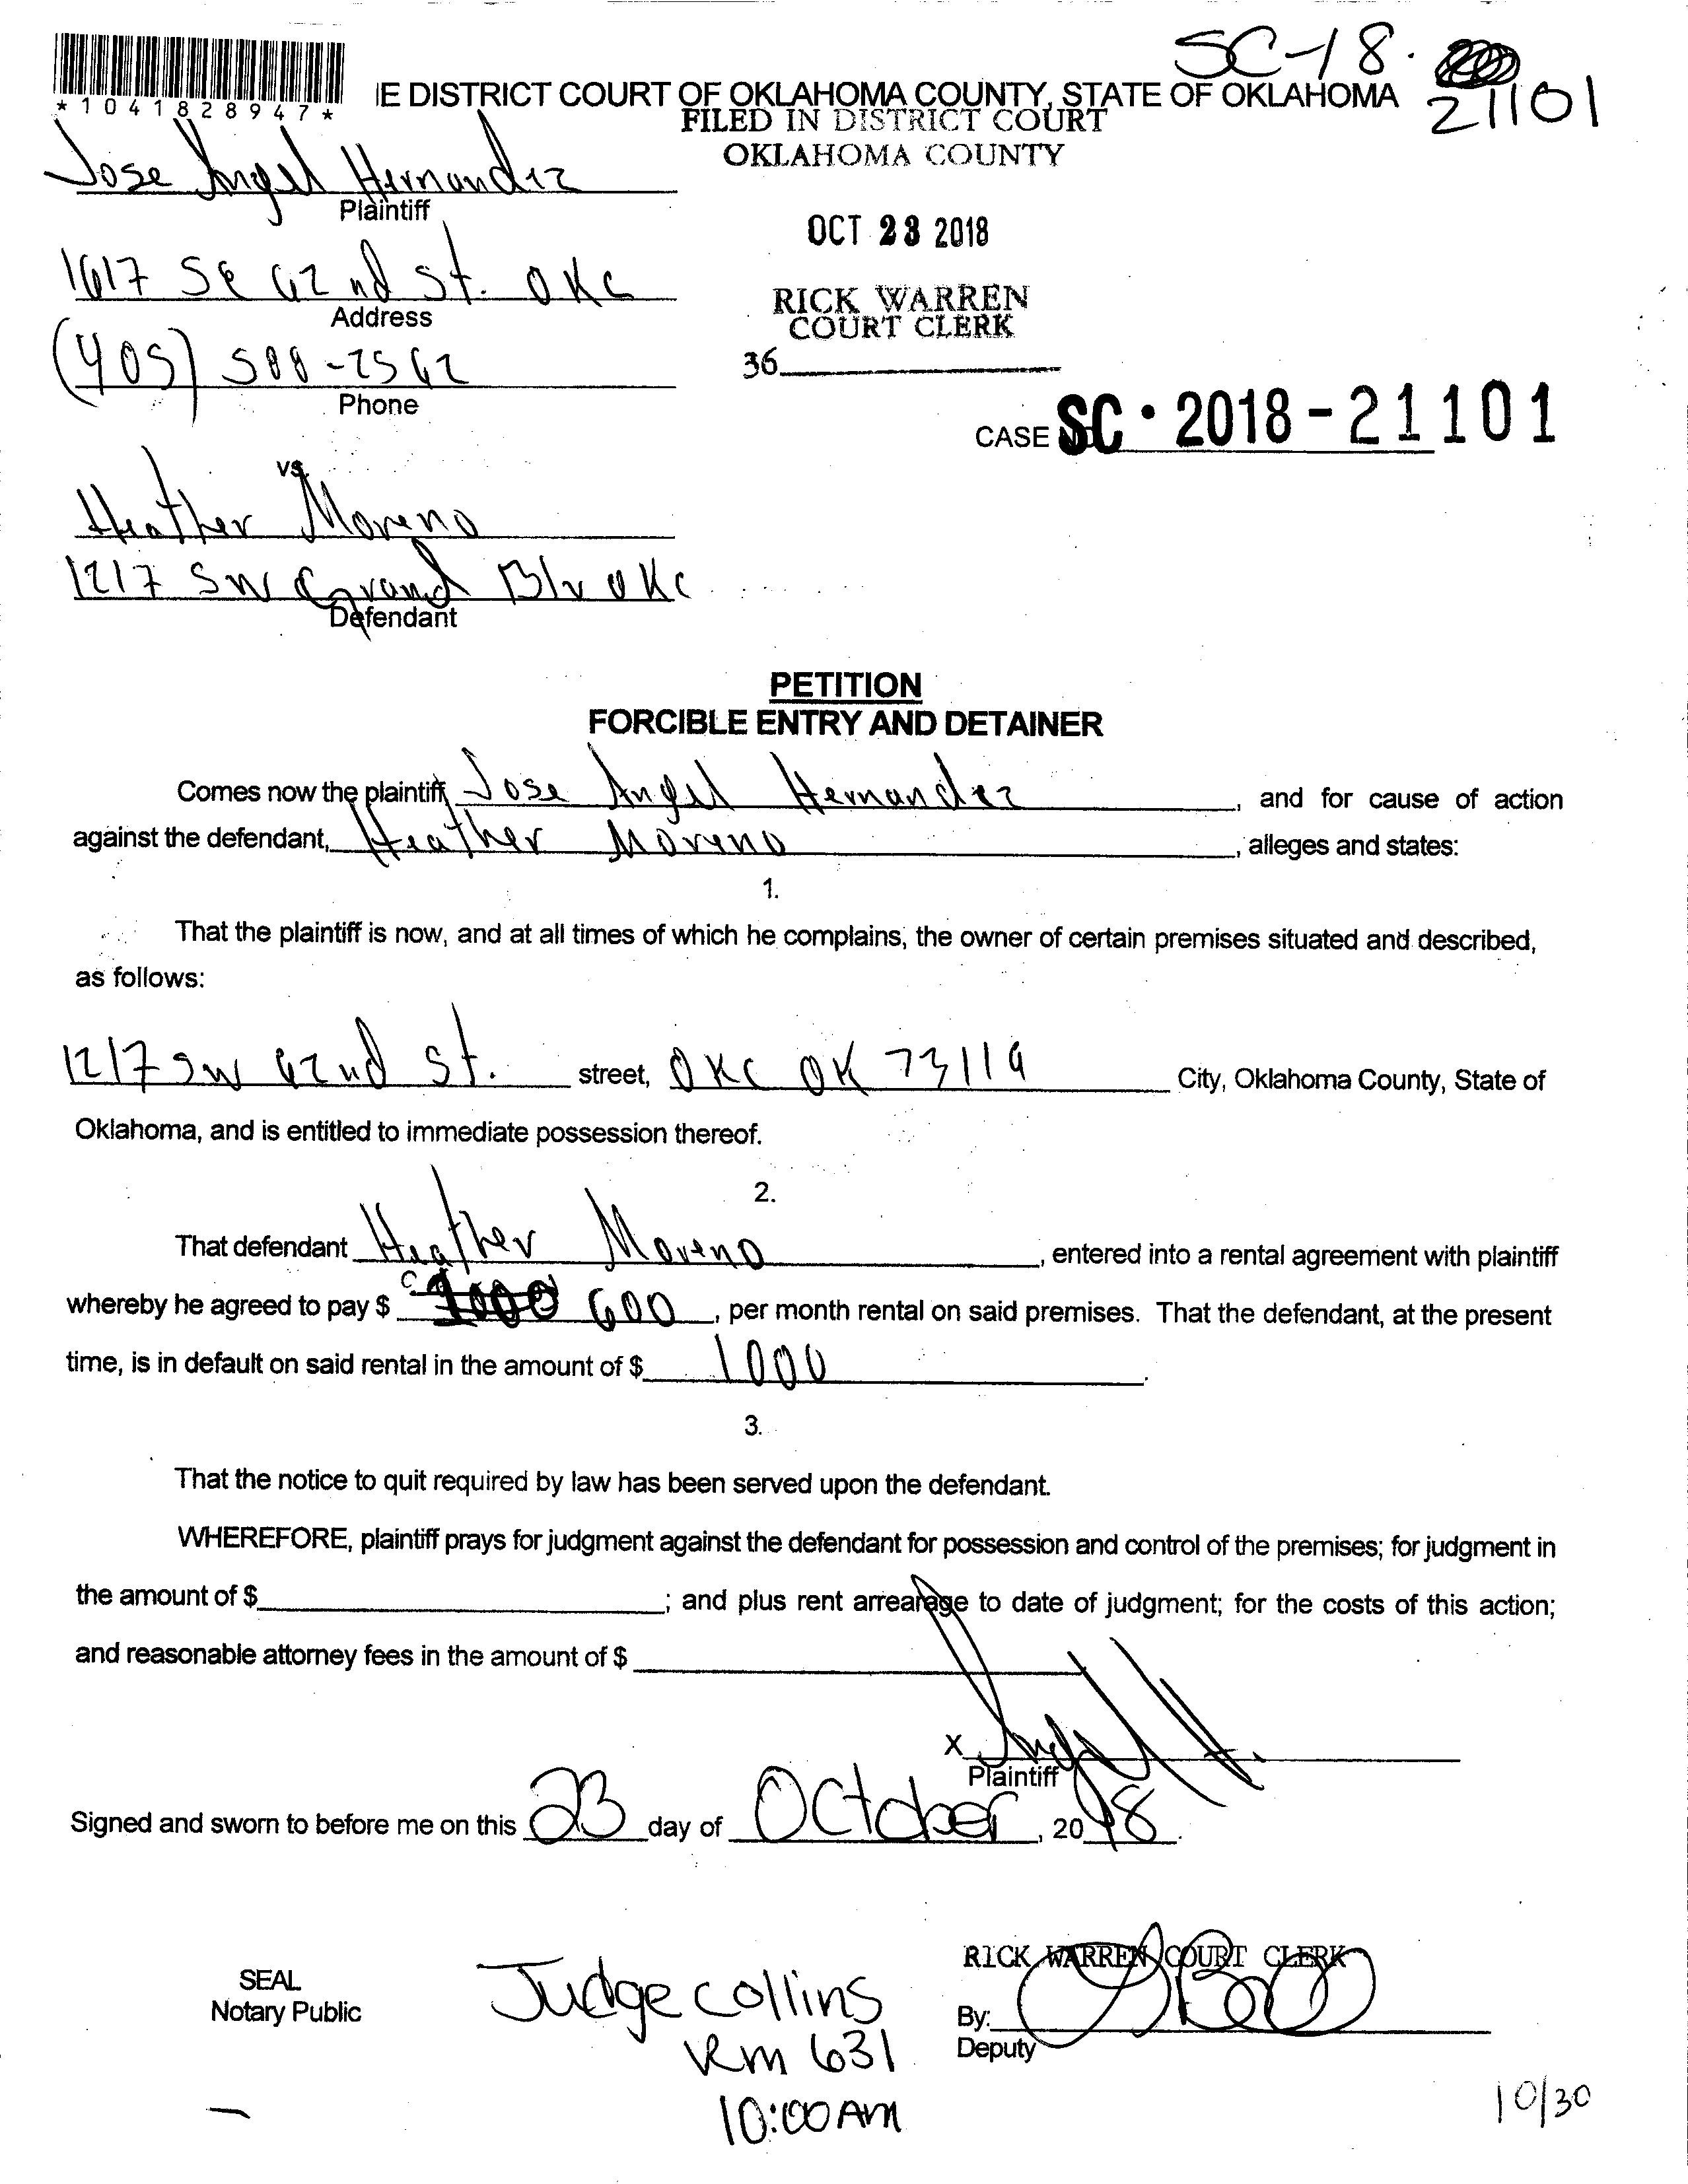 SC-18-
21101
*1041828947*
IE DISTRICT COURT OF OKLAHOMA COUNTY, STATE OF OKLAHOMA
FILED IN DISTRICT COURT
OKLAHOMA COUNTY
Jose Angel Hernandez
Plaintiff
OCT 23 2018
1617 SE 62nd St. OKC
Address
RICK WARREN
COURT CLERK
(405) 500-2562
Phone
36
CASE SC-2018-21101
vs.
Heather Moreno
1217 SW Grand Blv OKC
Defendant
PETITION
FORCIBLE ENTRY AND DETAINER
Comes now the plaintiff, Jose Angel Hernandez, and for cause of action
against the defendant, Heather Moreno, alleges and states:
1.
That the plaintiff is now, and at all times of which he complains, the owner of certain premises situated and described,
as follows:
1217 SW 62nd St. street, OKC OK 73119 City, Oklahoma County, State of
Oklahoma, and is entitled to immediate possession thereof.
2.
That defendant Heather Moreno, entered into a rental agreement with plaintiff
whereby he agreed to pay $ 600, per month rental on said premises. That the defendant, at the present
time, is in default on said rental in the amount of $ 1000.
3.
That the notice to quit required by law has been served upon the defendant.
WHEREFORE, plaintiff prays for judgment against the defendant for possession and control of the premises; for judgment in
the amount of $; and plus rent arrearage to date of judgment; for the costs of this action;
and reasonable attorney fees in the amount of $
X
Plaintiff
Signed and sworn to before me on this 23 day of October, 2018.
RICK WARREN COURT CLERK
SEAL
Notary Public
Judge Collins
Rm 631
10:00 AM
By:
Deputy
10/30